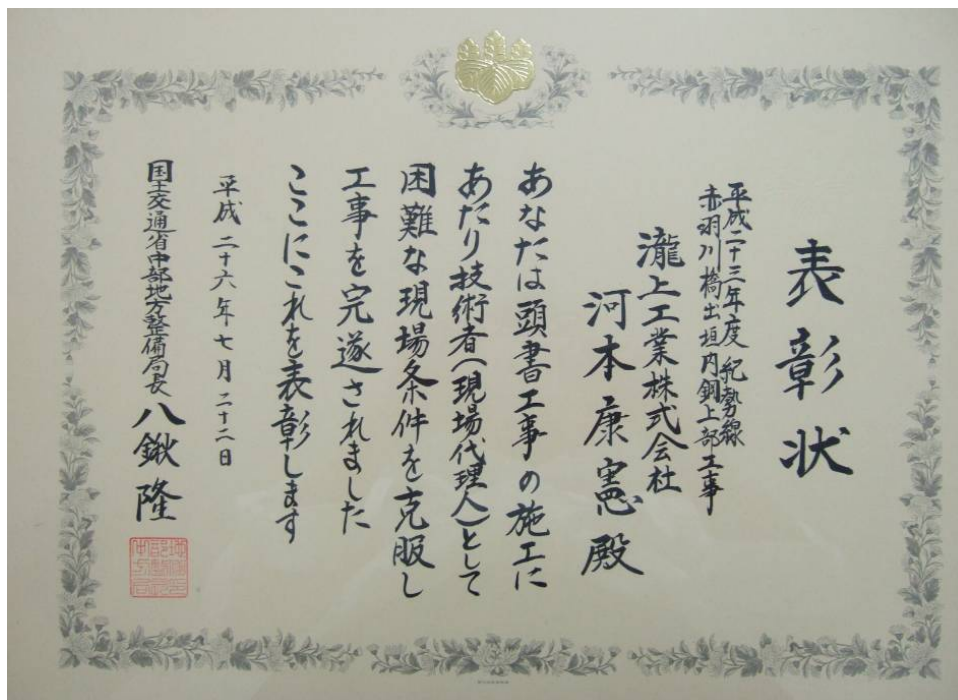 表彰状
平成二十三年度 紀勢線
赤羽川橋出垣内鋼上部工事
瀧上工業株式会社
河本康憲殿
あなたは頭書工事の施工に
あたり技術者(現場代理人)として
困難な現場条件を克服し
工事を完遂されました
ここにこれを表彰します
平成二十六年七月二十二日
国土交通省中部地方整備局長 八鍬隆